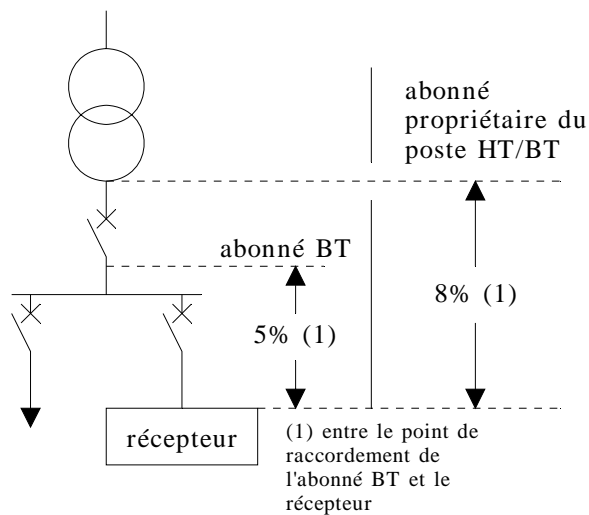 abonné
propriétaire du
poste HT/BT
abonné BT
8% (1)
5% (1)
récepteur
(1) entre le point de
raccordement de
l'abonné BT et le
récepteur